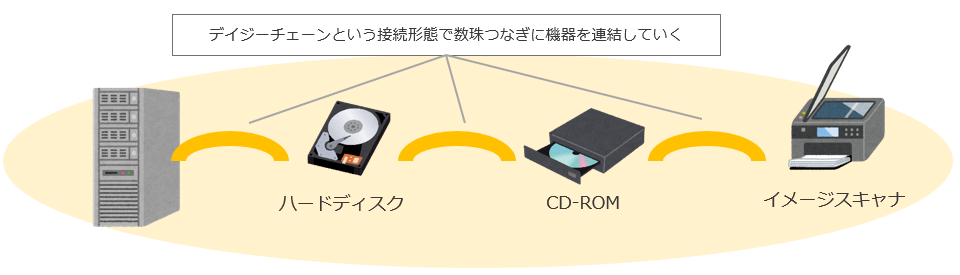 デイジーチェーンという接続形態で数珠つなぎに機器を連結していく
ハードディスク
CD-ROM
イメージスキャナ